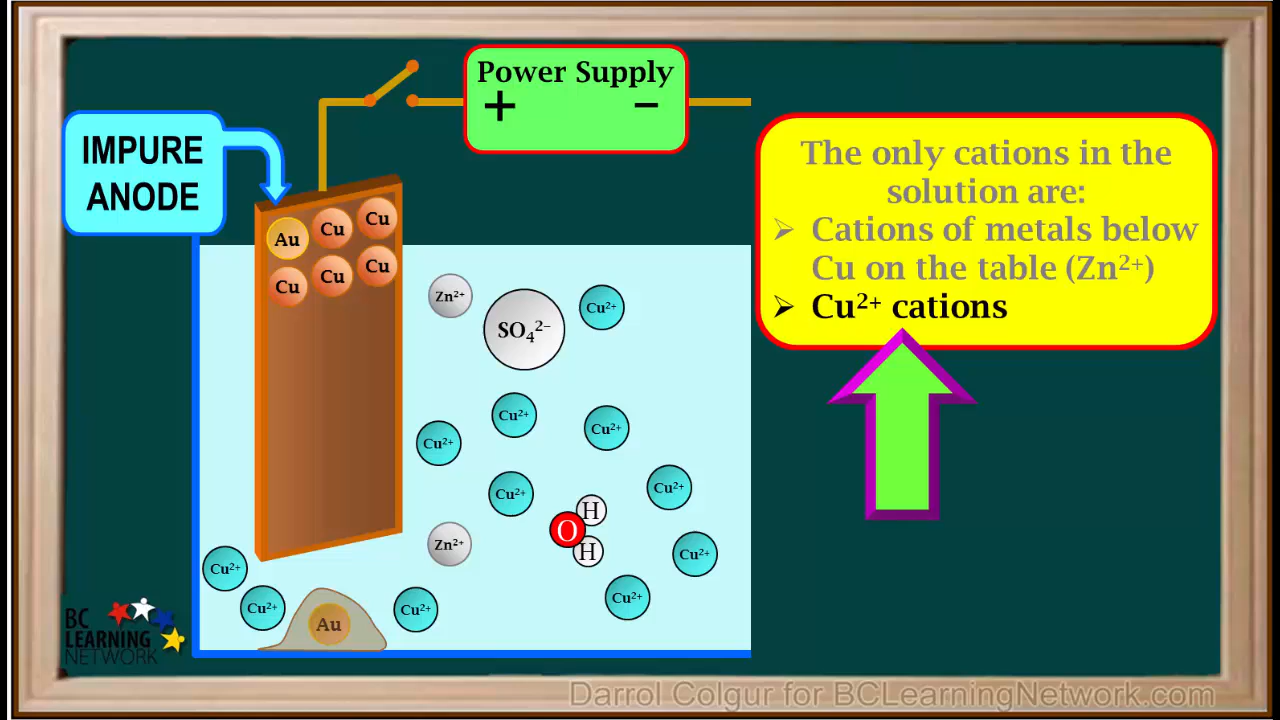 Power Supply
+ −
IMPURE
ANODE
The only cations in the
solution are:
➢ Cations of metals below
Cu on the table (Zn²⁺)
➢ Cu²⁺ cations
Au Cu Cu
Cu Cu Cu
Zn²⁺
SO₄²⁻
Cu²⁺
Cu²⁺
Cu²⁺
Cu²⁺
Cu²⁺
Cu²⁺
H
O
H
Zn²⁺
Cu²⁺
Cu²⁺
Cu²⁺
Cu²⁺
Cu²⁺
Au
BC
LEARNING
NETWORK
Darrol Colgur for BCLearningNetwork.com